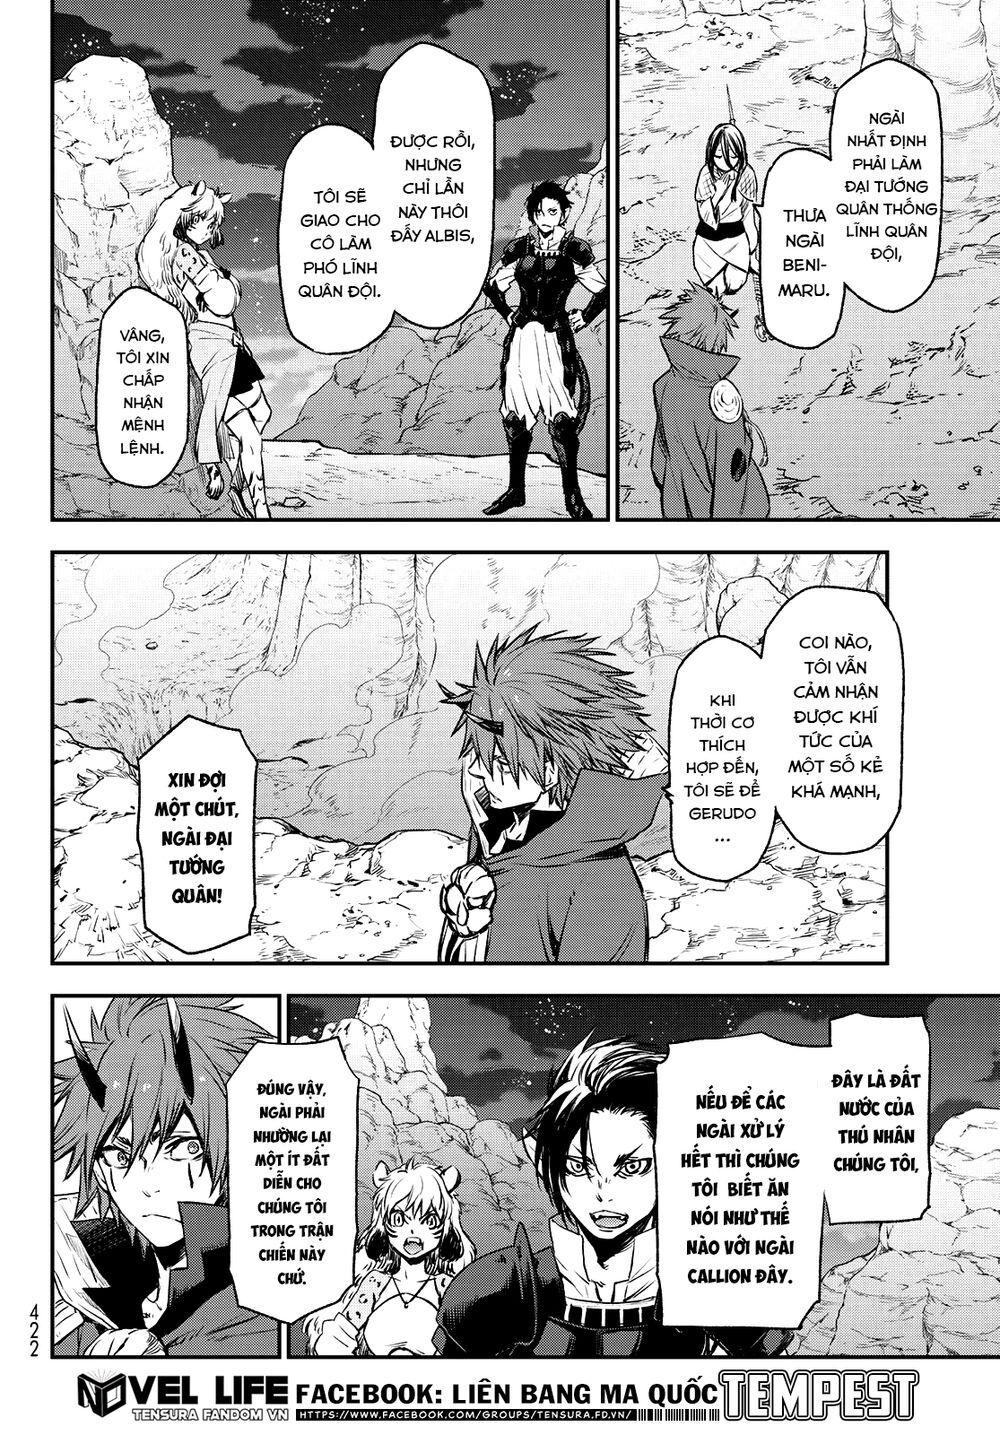 NGÀI
NHẤT ĐỊNH
PHẢI LÀM
ĐẠI TƯỚNG
QUÂN THỐNG
LĨNH QUÂN
ĐỘI,
THƯA
NGÀI
BENI-
MARU.
ĐƯỢC RỒI,
NHƯNG
CHỈ LẦN
NÀY THÔI
ĐẤY ALBIS,
TÔI SẼ
GIAO CHO
CÔ LÀM
PHÓ LĨNH
QUÂN ĐỘI.
VÂNG,
TÔI XIN
CHẤP
NHẬN
MỆNH
LỆNH.
COI NÀO,
TÔI VẪN
CẢM NHẬN
ĐƯỢC KHÍ
TỨC CỦA
MỘT SỐ KẺ
KHÁ MẠNH,
KHI
THỜI CƠ
THÍCH
HỢP ĐẾN,
TÔI SẼ ĐỂ
GERUDO
...
XIN ĐỢI
MỘT CHÚT,
NGÀI ĐẠI
TƯỚNG
QUÂN!
ĐÂY LÀ ĐẤT
NƯỚC CỦA
THÚ NHÂN
CHÚNG TÔI,
NẾU ĐỂ CÁC
NGÀI XỬ LÝ
HẾT THÌ CHÚNG
TÔI BIẾT ĂN
NÓI NHƯ THẾ
NÀO VỚI NGÀI
CALLION ĐÂY.
ĐÚNG VẬY,
NGÀI PHẢI
NHƯỜNG LẠI
MỘT ÍT ĐẤT
DIỄN CHO
CHÚNG TÔI
TRONG TRẬN
CHIẾN NÀY
CHỨ.
422
NOVEL LIFE
TENSURA FANDOM VN
FACEBOOK: LIÊN BANG MA QUỐC
TEMPEST
HTTPS://WWW.FACEBOOK.COM/GROUPS/TENSURA.FD.VN/